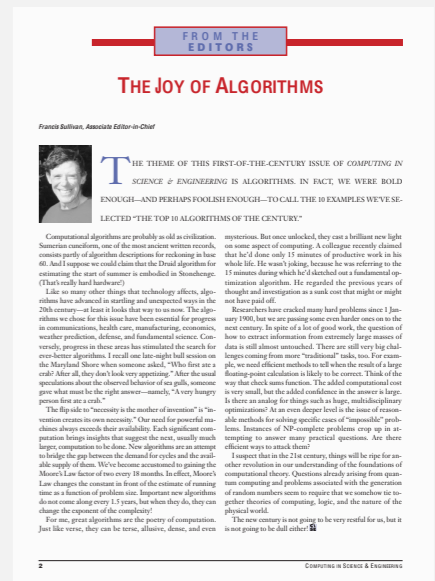 FROM THE
EDITORS
THE JOY OF ALGORITHMS
Francis Sullivan, Associate Editor-in-Chief
THE THEME OF THIS FIRST-OF-THE-CENTURY ISSUE OF COMPUTING IN
SCIENCE & ENGINEERING IS ALGORITHMS. IN FACT, WE WERE BOLD
ENOUGH—AND PERHAPS FOOLISH ENOUGH—TO CALL THE 10 EXAMPLES WE'VE SE-
LECTED “THE TOP 10 ALGORITHMS OF THE CENTURY.”
Computational algorithms are probably as old as civilization.
Sumerian cuneiform, one of the most ancient written records,
consists partly of algorithm descriptions for reckoning in base
60. And I suppose we could claim that the Druid algorithm for
estimating the start of summer is embodied in Stonehenge.
(That's really hard hardware!)
Like so many other things that technology affects, algo-
rithms have advanced in startling and unexpected ways in the
20th century—at least it looks that way to us now. The algo-
rithms we chose for this issue have been essential for progress
in communications, health care, manufacturing, economics,
weather prediction, defense, and fundamental science. Con-
versely, progress in these areas has stimulated the search for
ever-better algorithms. I recall one late-night bull session on
the Maryland Shore when someone asked, “Who first ate a
crab? After all, they don't look very appetizing.” After the usual
speculations about the observed behavior of sea gulls, someone
gave what must be the right answer—namely, “A very hungry
person first ate a crab.”
The flip side to “necessity is the mother of invention” is “in-
vention creates its own necessity.” Our need for powerful ma-
chines always exceeds their availability. Each significant com-
putation brings insights that suggest the next, usually much
larger, computation to be done. New algorithms are an attempt
to bridge the gap between the demand for cycles and the avail-
able supply of them. We've become accustomed to gaining the
Moore's Law factor of two every 18 months. In effect, Moore's
Law changes the constant in front of the estimate of running
time as a function of problem size. Important new algorithms
do not come along every 1.5 years, but when they do, they can
change the exponent of the complexity!
For me, great algorithms are the poetry of computation.
Just like verse, they can be terse, allusive, dense, and even
mysterious. But once unlocked, they cast a brilliant new light
on some aspect of computing. A colleague recently claimed
that he'd done only 15 minutes of productive work in his
whole life. He wasn't joking, because he was referring to the
15 minutes during which he'd sketched out a fundamental op-
timization algorithm. He regarded the previous years of
thought and investigation as a sunk cost that might or might
not have paid off.
Researchers have cracked many hard problems since 1 Jan-
uary 1900, but we are passing some even harder ones on to the
next century. In spite of a lot of good work, the question of
how to extract information from extremely large masses of
data is still almost untouched. There are still very big chal-
lenges coming from more “traditional” tasks, too. For exam-
ple, we need efficient methods to tell when the result of a large
floating-point calculation is likely to be correct. Think of the
way that check sums function. The added computational cost
is very small, but the added confidence in the answer is large.
Is there an analog for things such as huge, multidisciplinary
optimizations? At an even deeper level is the issue of reason-
able methods for solving specific cases of “impossible” prob-
lems. Instances of NP-complete problems crop up in at-
tempting to answer many practical questions. Are there
efficient ways to attack them?
I suspect that in the 21st century, things will be ripe for an-
other revolution in our understanding of the foundations of
computational theory. Questions already arising from quan-
tum computing and problems associated with the generation
of random numbers seem to require that we somehow tie to-
gether theories of computing, logic, and the nature of the
physical world.
The new century is not going to be very restful for us, but it
is not going to be dull either!
2
COMPUTING IN SCIENCE & ENGINEERING